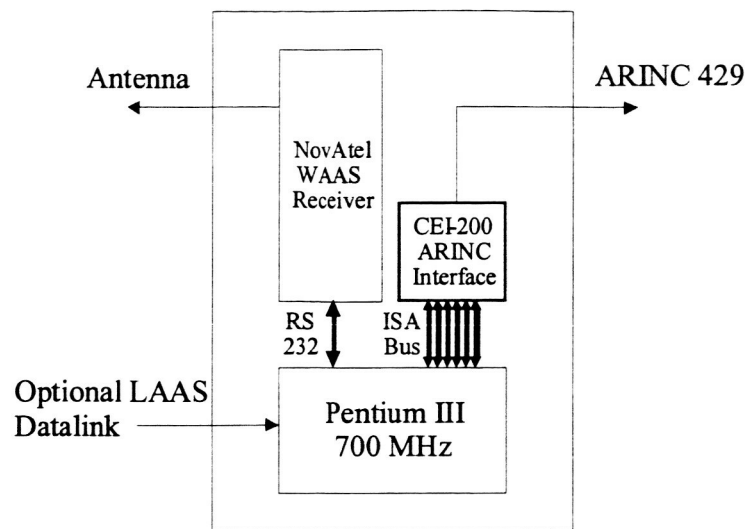 Antenna
ARINC 429
NovAtel
WAAS
Receiver
CEI-200
ARINC
Interface
RS
232
ISA
Bus
Optional LAAS
Datalink
Pentium III
700 MHz